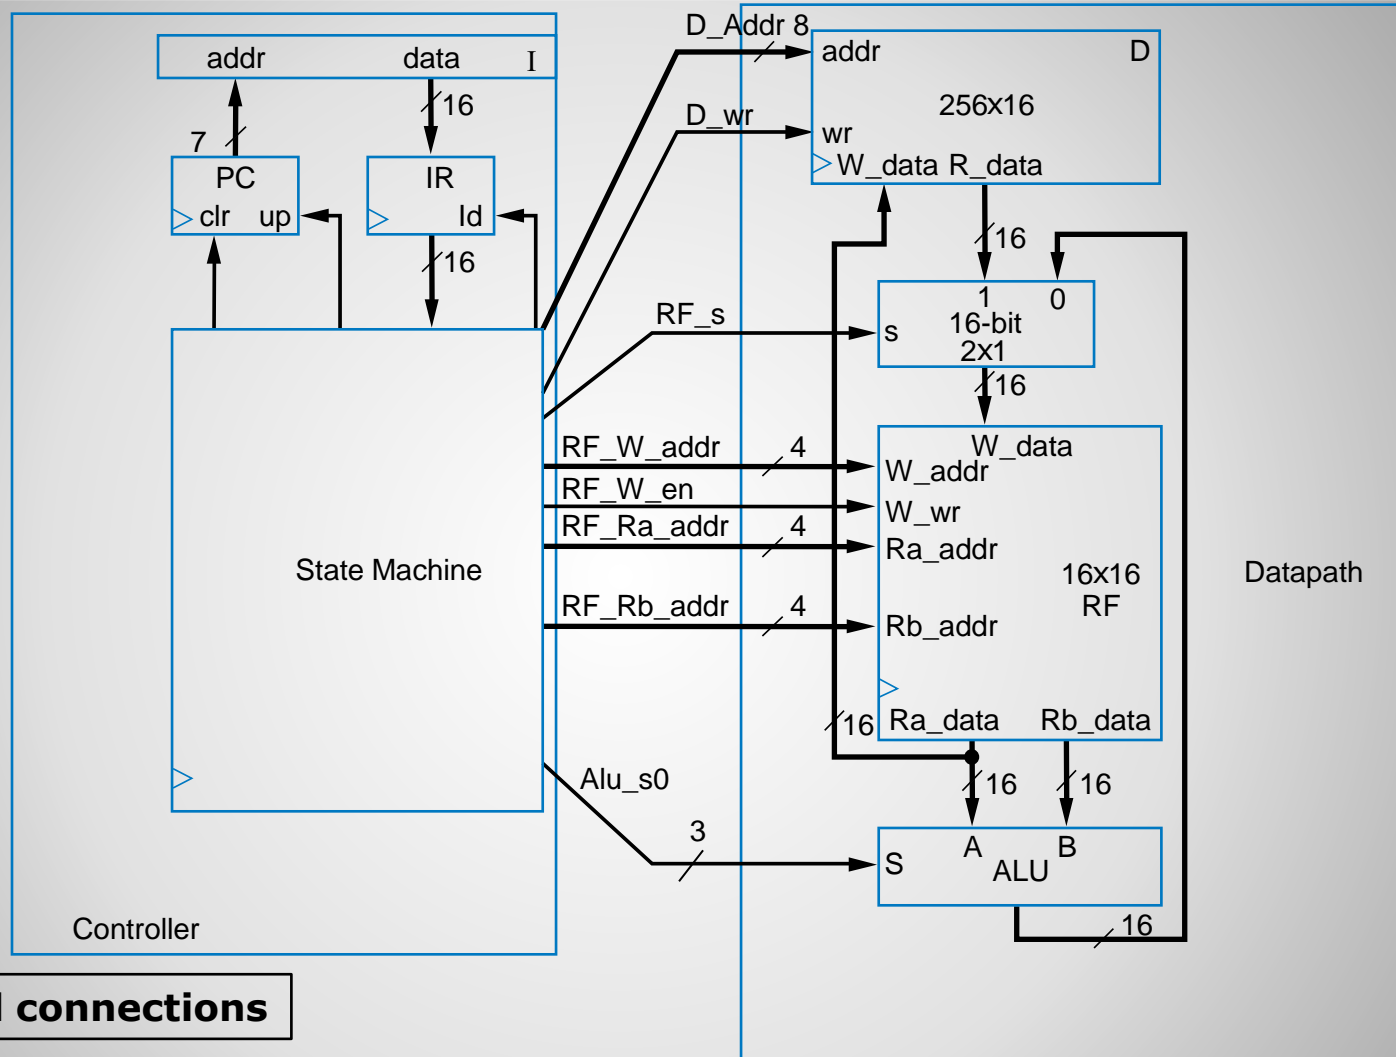 D_Addr 8
addr data I
addr D
16
256x16
D_wr
7
wr
PC IR
W_data R_data
clr up Id
16
16
1 0
RF_s
16-bit
s
2x1
16
RF_W_addr 4
W_data
W_addr
RF_W_en
W_wr
RF_Ra_addr 4
Ra_addr
State Machine
16x16
RF
Datapath
RF_Rb_addr 4
Rb_addr
16
Ra_data Rb_data
Alu_s0
16 16
3
A B
S
ALU
16
Controller
connections